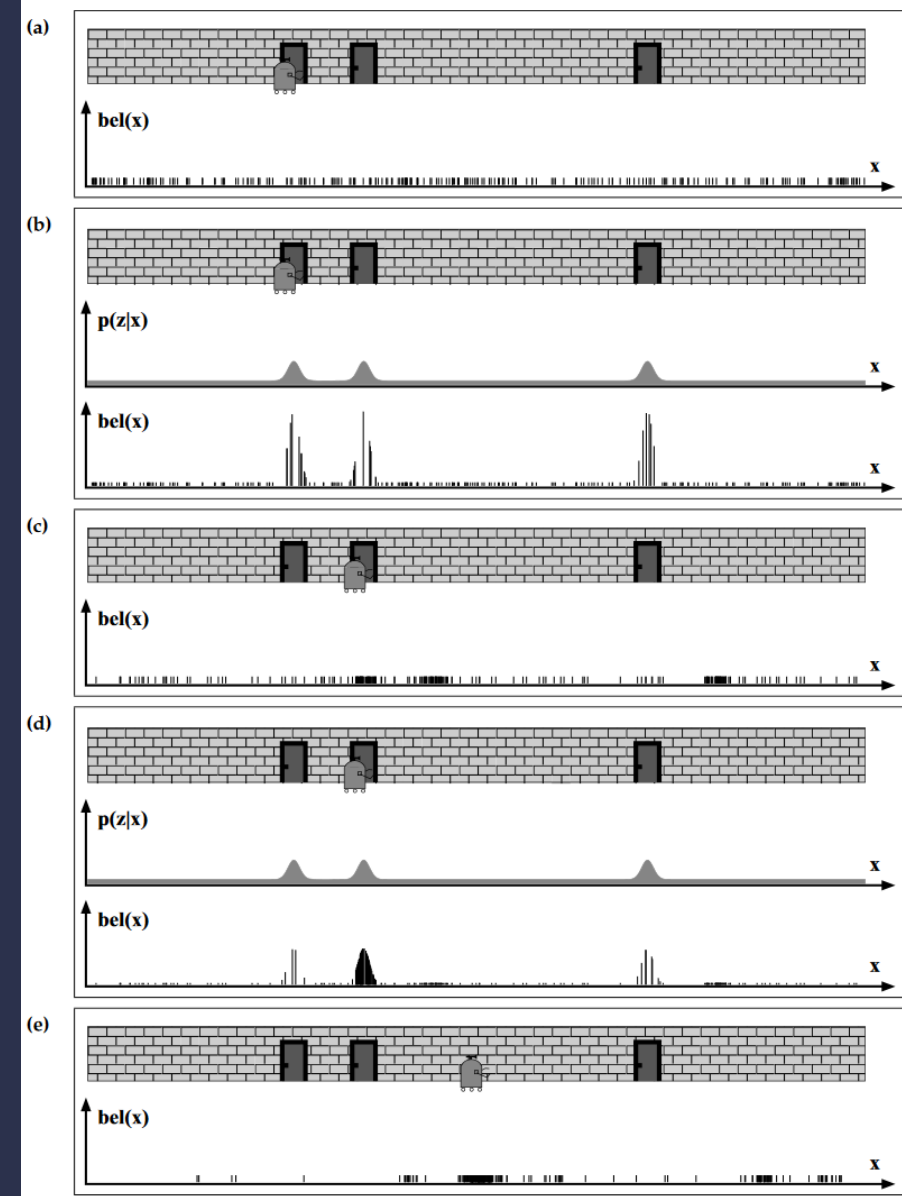 (a)
bel(x)
x
(b)
p(z|x)
x
bel(x)
x
(c)
bel(x)
x
(d)
p(z|x)
x
bel(x)
x
(e)
bel(x)
x